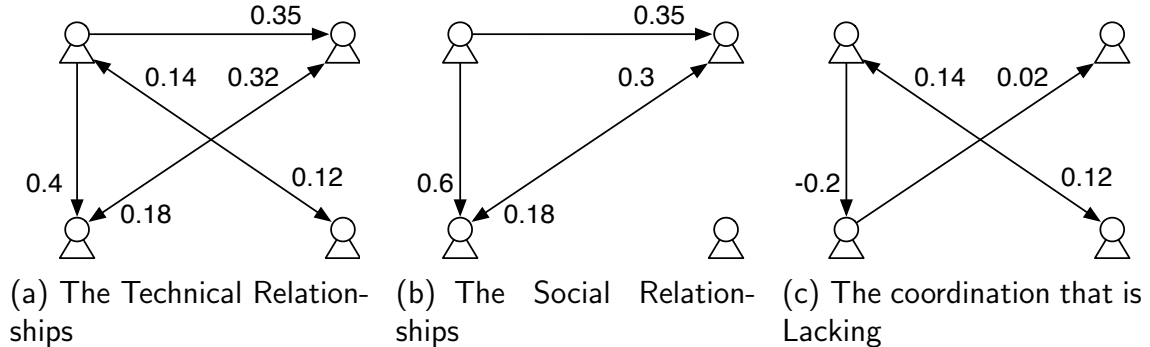 0.35
0.14
0.32
0.4
0.12
0.18
(a) The Technical Relation-
ships
0.35
0.3
0.6
0.18
(b) The Social Relation-
ships
0.14
0.02
-0.2
0.12
(c) The coordination that is
Lacking